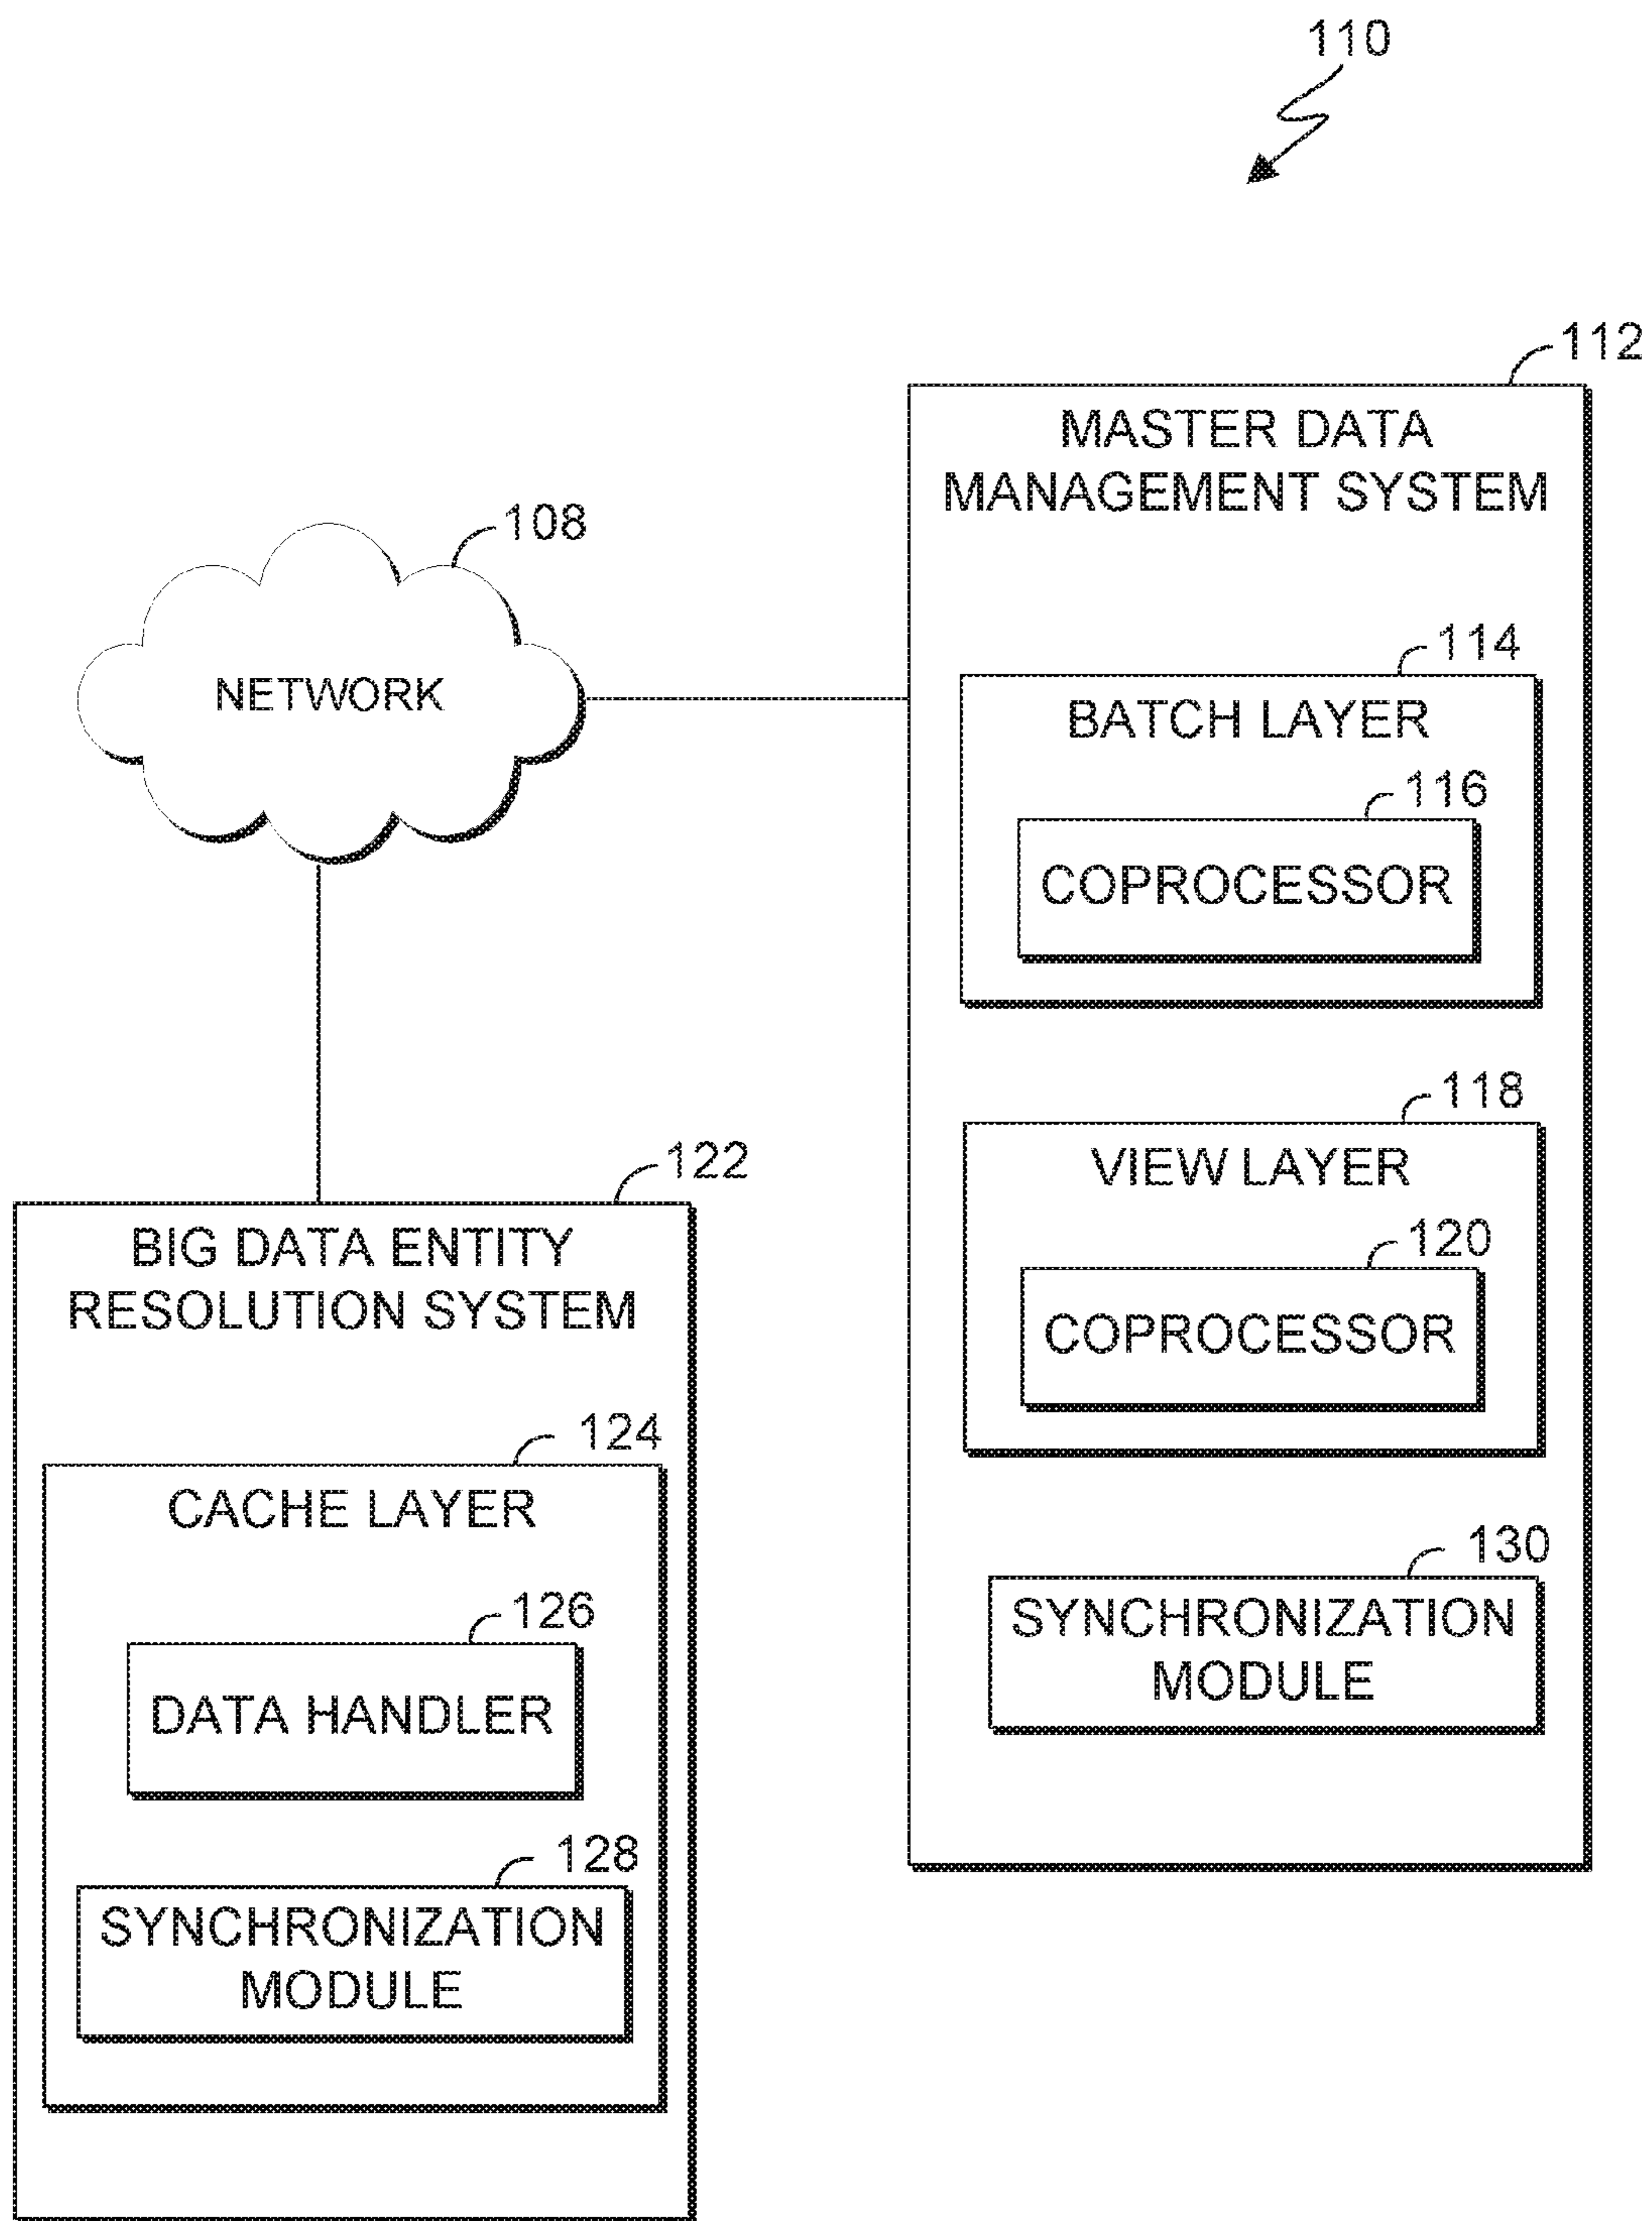 110
112
MASTER DATA
MANAGEMENT SYSTEM
108
NETWORK
114
BATCH LAYER
116
COPROCESSOR
118
VIEW LAYER
120
COPROCESSOR
130
SYNCHRONIZATION
MODULE
122
BIG DATA ENTITY
RESOLUTION SYSTEM
124
CACHE LAYER
126
DATA HANDLER
128
SYNCHRONIZATION
MODULE